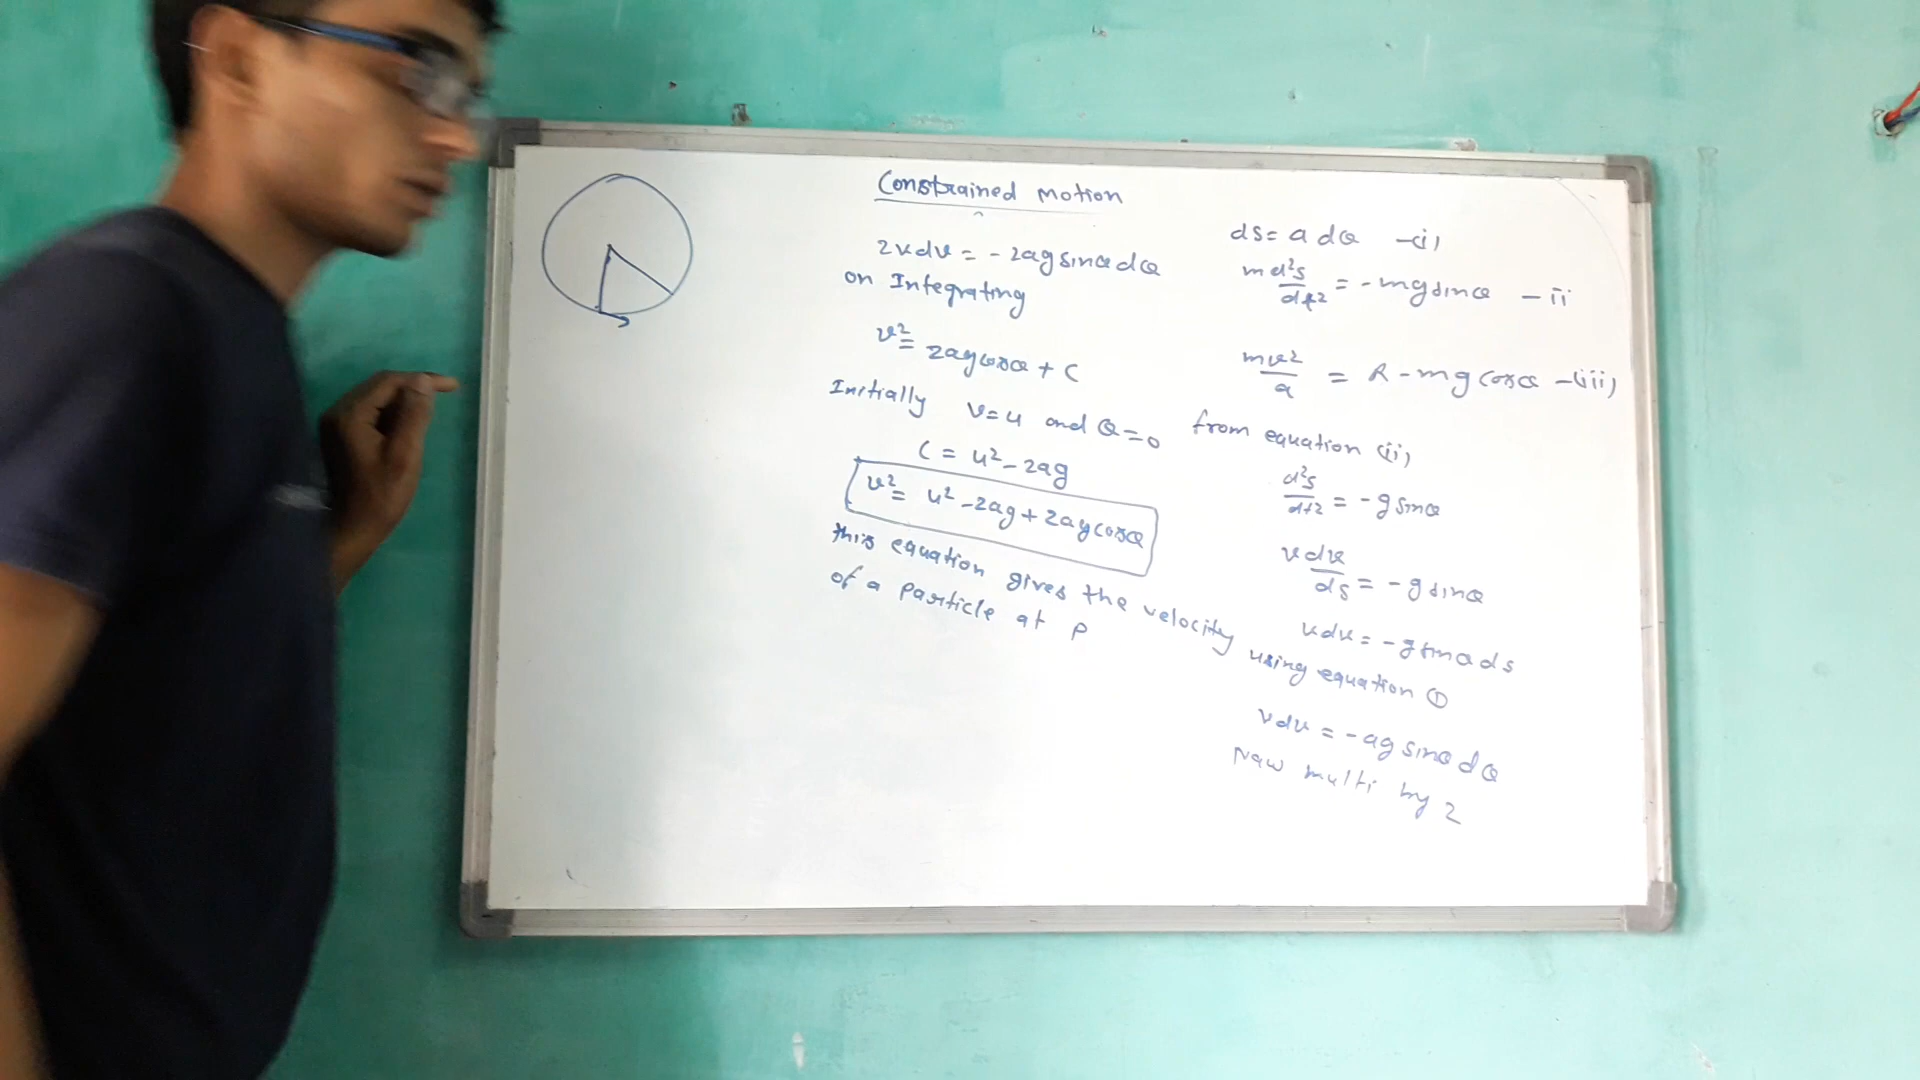 Constrained motion
ds = a dθ —(i)
m d²s/dt² = - mg sinθ — ii
mv²/a = R - mg cosθ —(iii)
from equation (ii)
d²s/dt² = - g sinθ
v dv/ds = - g sinθ
vdv = - g sinθ ds
using equation ①
vdv = - ag sinθ dθ
Now multi by 2
2vdv = - 2ag sinθ dθ
on Integrating
v² = 2ag cosθ + C
Initially v = u and θ = 0
C = u² - 2ag
v² = u² - 2ag + 2ag cosθ
this equation gives the velocity
of a particle at P